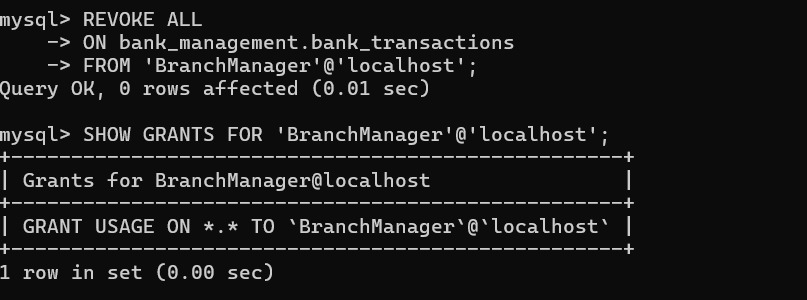 mysql> REVOKE ALL
    -> ON bank_management.bank_transactions
    -> FROM 'BranchManager'@'localhost';
Query OK, 0 rows affected (0.01 sec)

mysql> SHOW GRANTS FOR 'BranchManager'@'localhost';
+---------------------------------------------------+
| Grants for BranchManager@localhost                |
+---------------------------------------------------+
| GRANT USAGE ON *.* TO `BranchManager`@`localhost` |
+---------------------------------------------------+
1 row in set (0.00 sec)